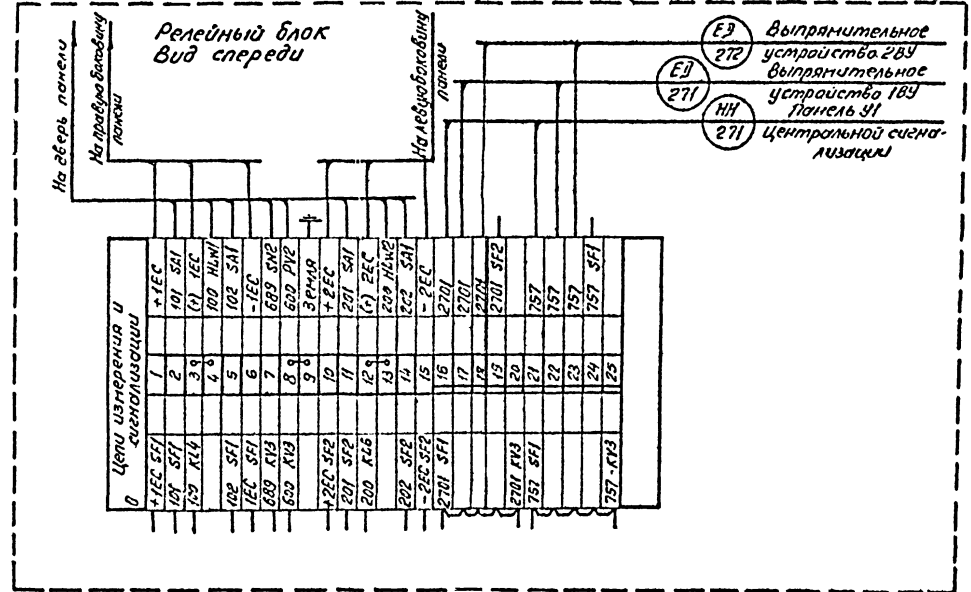 Релейный блок
Вид спереди
На дверь панели
На правую боковину
панели
На левую боковину
панели
ЕЭ
272
Выпрямительное
устройство 2ВУ
ЕЭ
271
Выпрямительное
устройство 1ВУ
НН
271
Панель У1
Центральной сигна-
лизации
0 Цепи измерения и
сигнализации
+1ЕС
101 SA1
(+) 1ЕС
100 HLW1
102 SA1
-1ЕС
689 SN2
600 PV2
Земля
+2ЕС
201 SA1
(+) 2ЕС
200 HLW2
202 SA1
-2ЕС
2701
2701
2701
2701 SF2
757
757
757
757 SF1
1
2
3
4
5
6
7
8
9
10
11
12
13
14
15
16
17
18
19
20
21
22
23
24
25
+1ЕС SF1
101 SF1
100 KL4
102 SF1
1ЕС SF1
689 KV3
600 KV3
+2ЕС SF2
201 SF2
200 KL6
202 SF2
-2ЕС SF2
2701 SF1
2701 KV3
757 SF1
757 - KV3